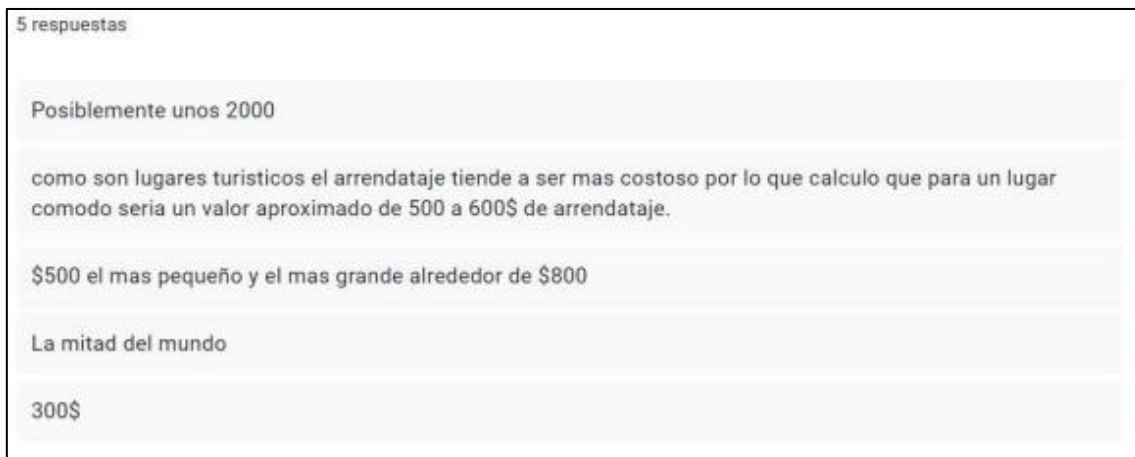 5 respuestas
Posiblemente unos 2000
como son lugares turisticos el arrendataje tiende a ser mas costoso por lo que calculo que para un lugar
comodo seria un valor aproximado de 500 a 600$ de arrendataje.
$500 el mas pequeño y el mas grande alrededor de $800
La mitad del mundo
300$